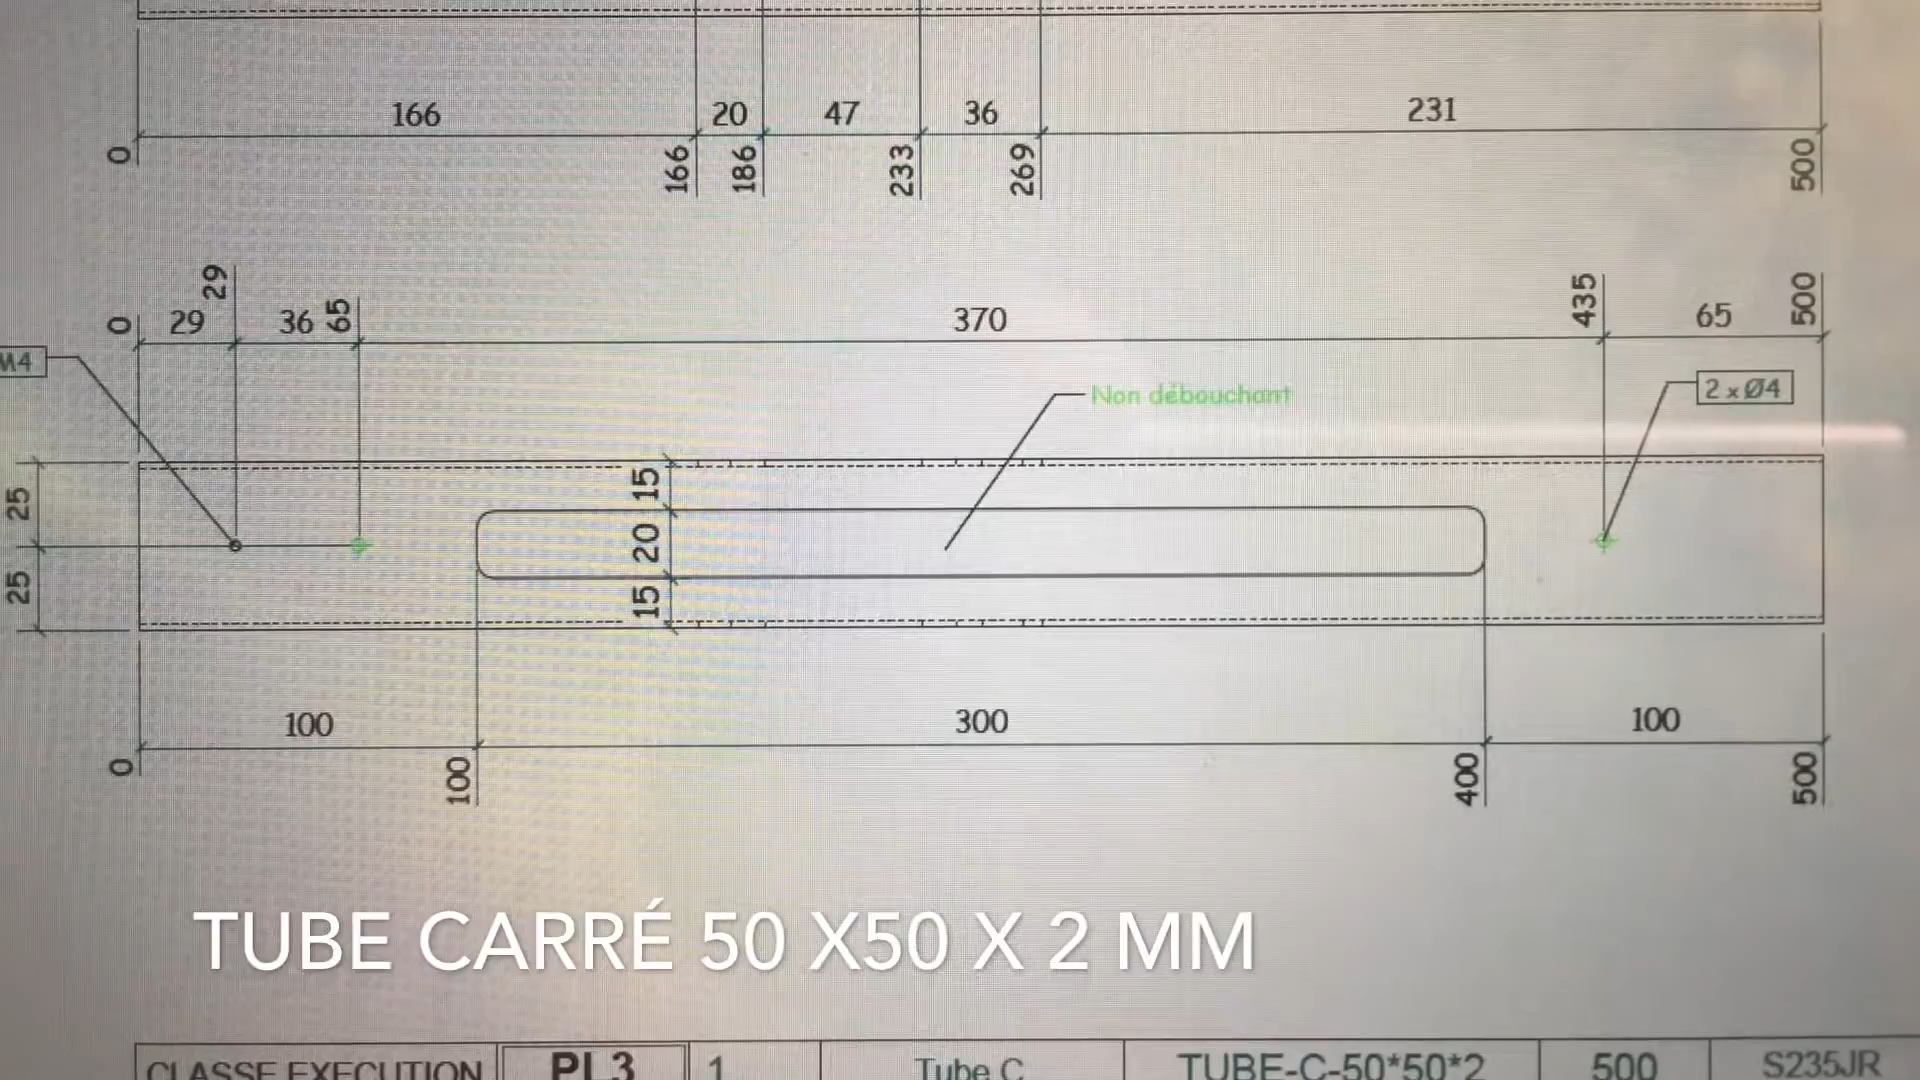 166 20 47 36 231
0 166 186 233 269 500
0 29 29 36 65 370 435 65 500
M4
Non débouchant
2 x Ø4
25 15
20
25 15
100 300 100
0 100 400 500
TUBE CARRÉ 50 X50 X 2 MM
CLASSE EXECUTION PL3 1 Tube C TUBE-C-50*50*2 500 S235JR